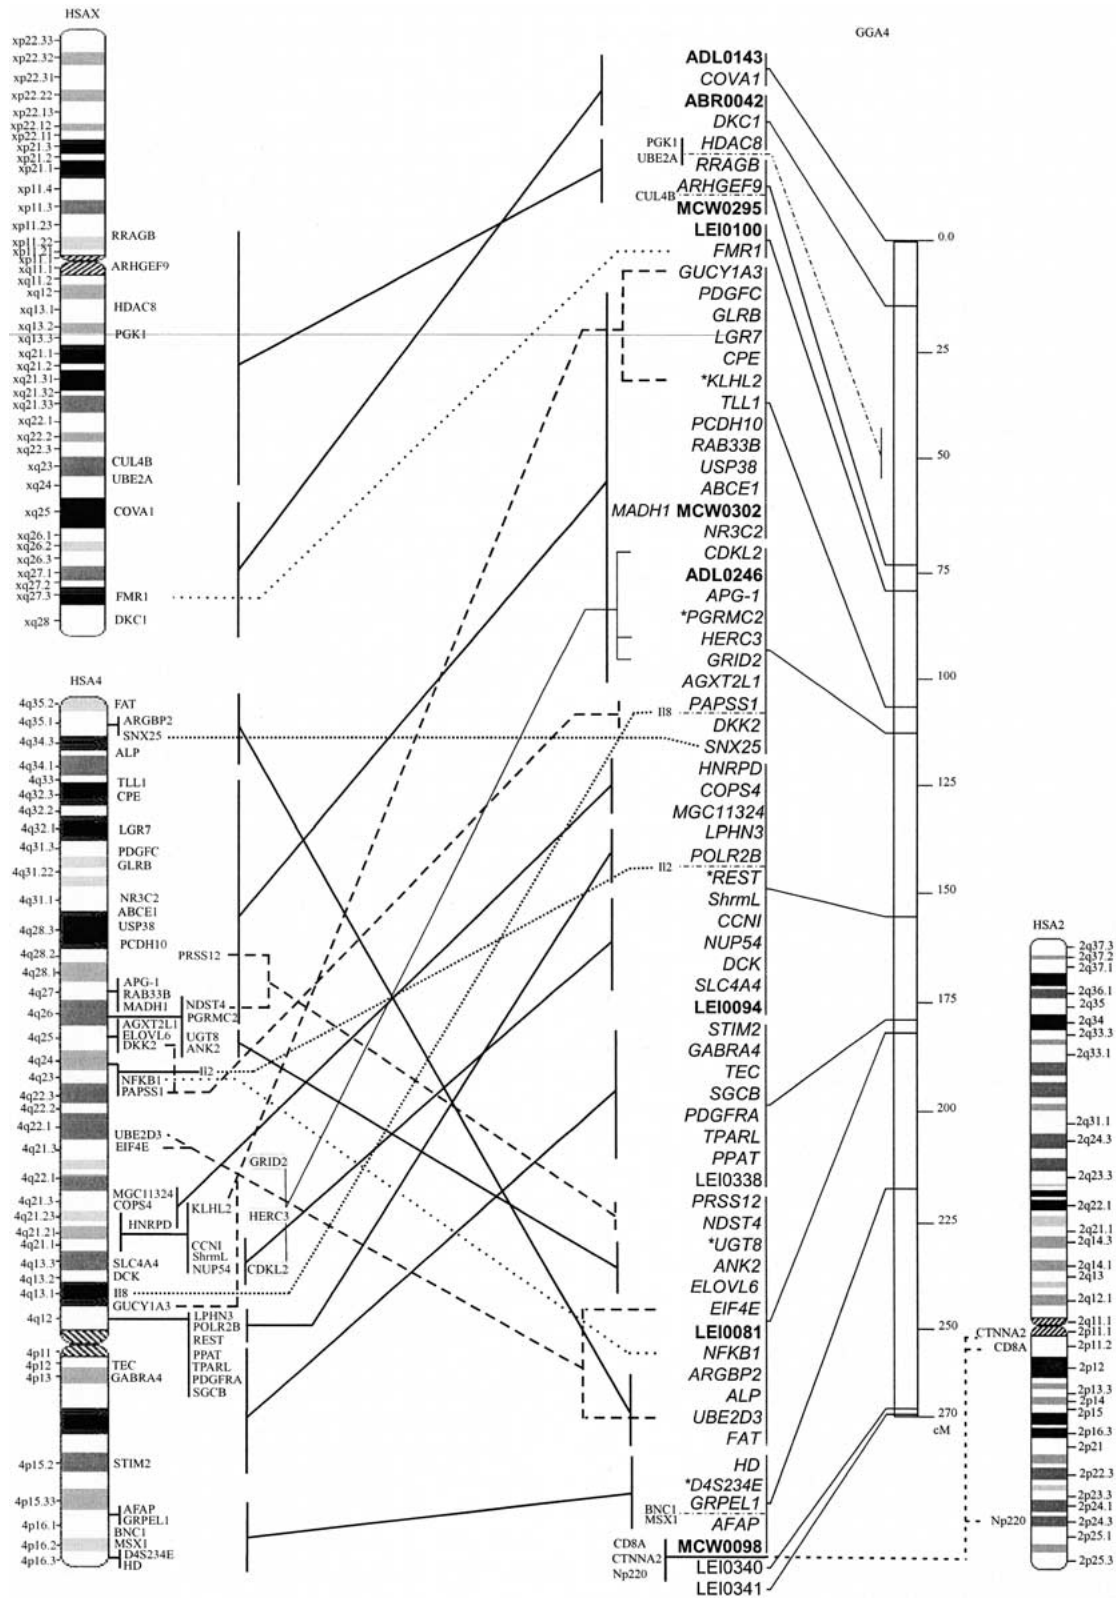 HSAX
xp22.33
xp22.32
xp22.31
xp22.22
xp22.13
xp22.12
xp22.11
xp21.3
xp21.2
xp21.1
xp11.4
xp11.3
xp11.23
xp11.22
xp11.21
xp11.1
xq11.1
xq11.2
xq12
xq13.1
xq13.2
xq13.3
xq21.1
xq21.2
xq21.31
xq21.32
xq21.33
xq22.1
xq22.2
xq22.3
xq23
xq24
xq25
xq26.1
xq26.2
xq26.3
xq27.1
xq27.2
xq27.3
xq28
RRAGB
ARHGEF9
HDAC8
PGK1
CUL4B
UBE2A
COVA1
FMR1
DKC1
HSA4
4q35.2
4q35.1
4q34.3
4q34.1
4q33
4q32.3
4q32.2
4q32.1
4q31.3
4q31.22
4q31.1
4q28.3
4q28.2
4q28.1
4q27
4q26
4q25
4q24
4q23
4q22.3
4q22.2
4q22.1
4q21.3
4q22.1
4q21.3
4q21.23
4q21.21
4q21.1
4q13.3
4q13.2
4q13.1
4q12
4p11
4p12
4p13
4p15.2
4p15.33
4p16.1
4p16.2
4p16.3
FAT
ARGBP2
SNX25
ALP
TLL1
CPE
LGR7
PDGFC
GLRB
NR3C2
ABCE1
USP38
PCDH10
PRSS12
APG-1
RAB33B
MADH1
NDST4
PGRMC2
AGXT2L1
ELOVL6
DKK2
UGT8
ANK2
Il2
NFKB1
PAPSS1
UBE2D3
EIF4E
GRID2
MGC11324
COPS4
KLHL2
HNRPD
HERC3
CCNI
ShrmL
NUP54
SLC4A4
DCK
CDKL2
Il8
GUCY1A3
LPHN3
POLR2B
REST
PPAT
TPARL
PDGFRA
SGCB
TEC
GABRA4
STIM2
AFAP
GRPEL1
BNC1
MSX1
D4S234E
HD
GGA4
ADL0143
COVA1
ABR0042
DKC1
PGK1
HDAC8
UBE2A
RRAGB
ARHGEF9
CUL4B
MCW0295
LEI0100
FMR1
GUCY1A3
PDGFC
GLRB
LGR7
CPE
*KLHL2
TLL1
PCDH10
RAB33B
USP38
ABCE1
MADH1 MCW0302
NR3C2
CDKL2
ADL0246
APG-1
*PGRMC2
HERC3
GRID2
AGXT2L1
PAPSS1
Il8
DKK2
SNX25
HNRPD
COPS4
MGC11324
LPHN3
POLR2B
Il2
*REST
ShrmL
CCNI
NUP54
DCK
SLC4A4
LEI0094
STIM2
GABRA4
TEC
SGCB
PDGFRA
TPARL
PPAT
LEI0338
PRSS12
NDST4
*UGT8
ANK2
ELOVL6
EIF4E
LEI0081
NFKB1
ARGBP2
ALP
UBE2D3
FAT
HD
*D4S234E
GRPEL1
BNC1
MSX1
AFAP
CD8A
MCW0098
CTNNA2
LEI0340
Np220
LEI0341
0.0
25
50
75
100
125
150
175
200
225
250
270
cM
HSA2
2q37.3
2q37.2
2q37.1
2q36.1
2q35
2q34
2q33.3
2q33.1
2q31.1
2q24.3
2q23.3
2q22.1
2q21.1
2q14.3
2q14.1
2q13
2q12.1
2q11.1
2p11.1
2p11.2
2p12
2p13.3
2p14
2p15
2p16.3
2p21
2p22.3
2p23.3
2p24.1
2p24.3
2p25.1
2p25.3
CTNNA2
CD8A
Np220